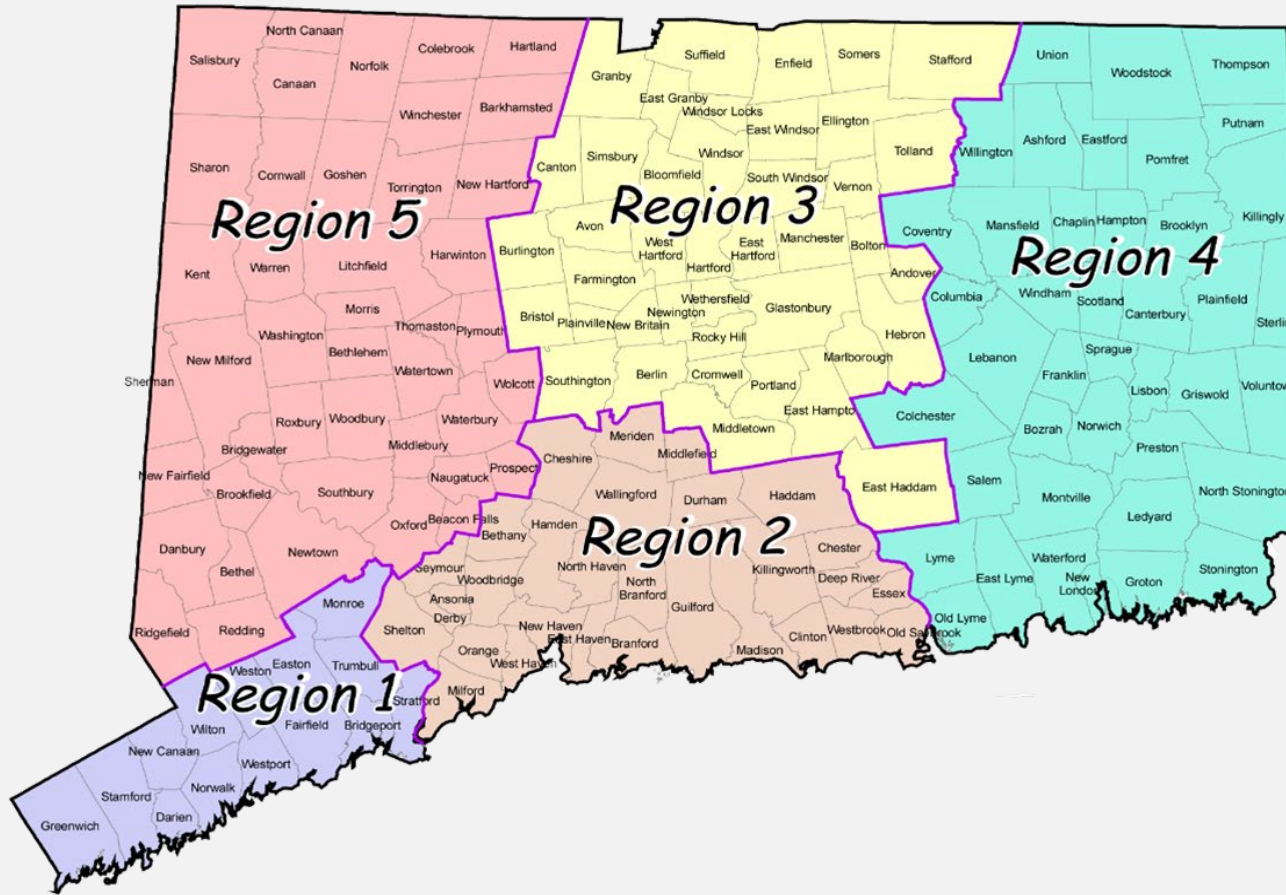 North Canaan
Salisbury
Canaan
Norfolk
Colebrook
Hartland
Winchester
Barkhamsted
Sharon
Cornwall
Goshen
Torrington
New Hartford
Region 5
Kent
Warren
Litchfield
Harwinton
Morris
Washington
Thomaston
Plymouth
New Milford
Bethlehem
Watertown
Sherman
Wolcott
Roxbury
Woodbury
Waterbury
Bridgewater
Middlebury
New Fairfield
Brookfield
Southbury
Naugatuck
Prospect
Oxford
Beacon Falls
Danbury
Newtown
Bethel
Ridgefield
Redding
Granby
Suffield
Enfield
Somers
Stafford
East Granby
Windsor Locks
East Windsor
Ellington
Canton
Simsbury
Windsor
Tolland
Bloomfield
South Windsor
Vernon
Region 3
Avon
Burlington
West
Hartford
East
Hartford
Manchester
Bolton
Hartford
Farmington
Andover
Wethersfield
Newington
Glastonbury
Bristol
Plainville
New Britain
Rocky Hill
Hebron
Marlborough
Southington
Berlin
Cromwell
Portland
East Hampto
Middletown
East Haddam
Union
Woodstock
Thompson
Putnam
Willington
Ashford
Eastford
Pomfret
Coventry
Mansfield
Chaplin
Hampton
Brooklyn
Killingly
Region 4
Columbia
Windham
Scotland
Canterbury
Plainfield
Sterlin
Lebanon
Sprague
Franklin
Lisbon
Griswold
Voluntow
Colchester
Bozrah
Norwich
Preston
Salem
Montville
North Stonington
Ledyard
Lyme
East Lyme
Waterford
New
London
Groton
Stonington
Old Lyme
Meriden
Cheshire
Middlefield
Wallingford
Durham
Haddam
Hamden
Bethany
Region 2
Chester
Seymour
Woodbridge
North Haven
Killingworth
Deep River
Ansonia
North
Branford
Essex
Derby
Guilford
Shelton
New Haven
East Haven
Branford
Clinton
Westbrook
Old Saybrook
Orange
West Haven
Madison
Milford
Monroe
Weston
Easton
Trumbull
Region 1
Stratford
Wilton
Fairfield
Bridgeport
New Canaan
Westport
Stamford
Norwalk
Darien
Greenwich